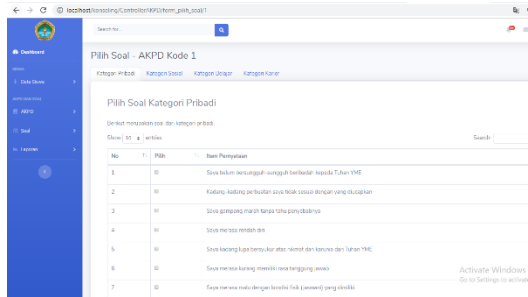 localhost/konseling/ControllerAKPD/form_pilih_soal/1
Search for...
Dashboard
Data Siswa
AKPD
Soal
Laporan
Pilih Soal - AKPD Kode 1
Kategori Pribadi Kategori Sosial Kategori Belajar Kategori Karier
Pilih Soal Kategori Pribadi
Berikut merupakan soal dari kategori pribadi.
Show 10 entries Search:
No Pilih Item Pernyataan
1 Saya belum bersungguh-sungguh beribadah kepada Tuhan YME
2 Kadang-kadang perbuatan saya tidak sesuai dengan yang diucapkan
3 Saya gampang marah tanpa tahu penyebabnya
4 Saya merasa rendah diri
5 Saya kadang lupa bersyukur atas nikmat dan karunia dari Tuhan YME
6 Saya merasa kurang memiliki rasa tanggung jawab
7 Saya merasa malu dengan kondisi fisik (jasmani) yang dimiliki
Activate Windows
Go to Settings to activate